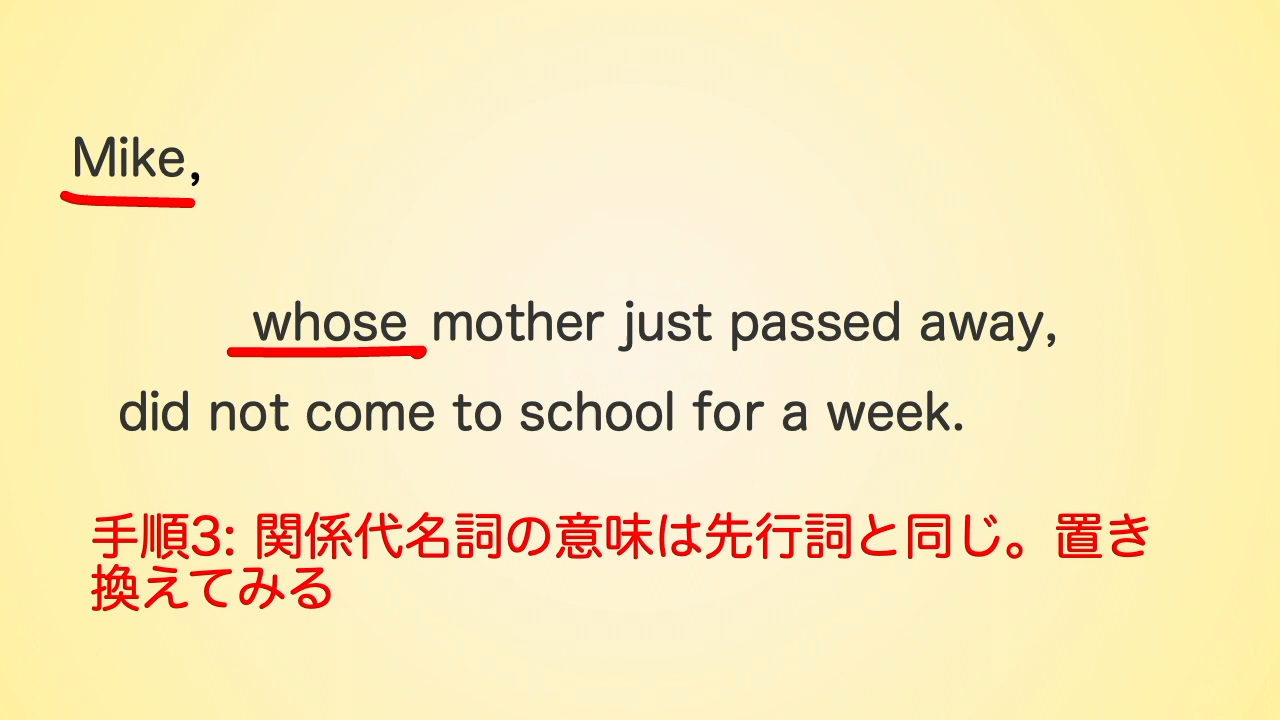 Mike,
whose mother just passed away,
did not come to school for a week.
手順3: 関係代名詞の意味は先行詞と同じ。置き
換えてみる